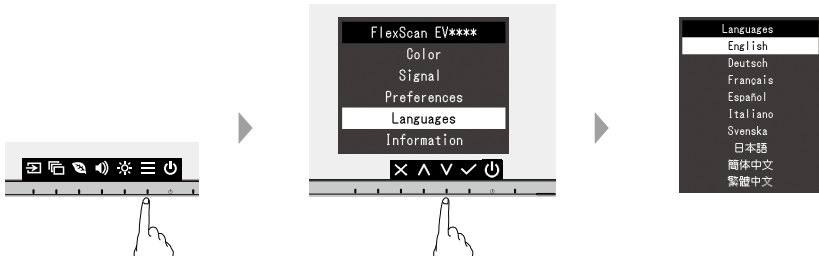 FlexScan EV****
Color
Signal
Preferences
Languages
Information
Languages
English
Deutsch
Français
Español
Italiano
Svenska
日本語
簡体中文
繁體中文